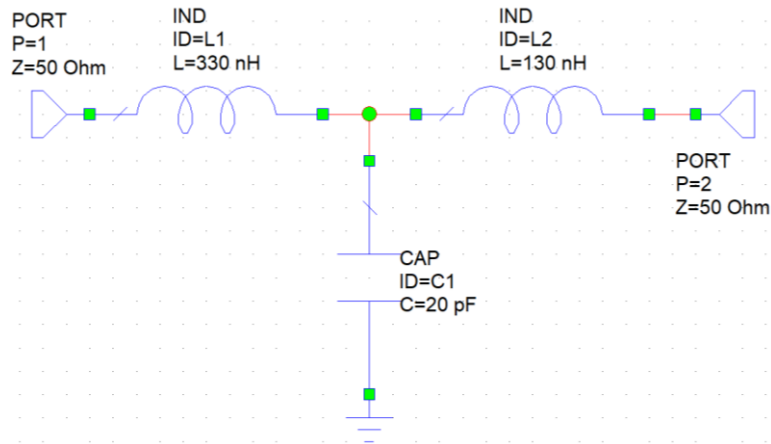 PORT
P=1
Z=50 Ohm
IND
ID=L1
L=330 nH
IND
ID=L2
L=130 nH
PORT
P=2
Z=50 Ohm
CAP
ID=C1
C=20 pF